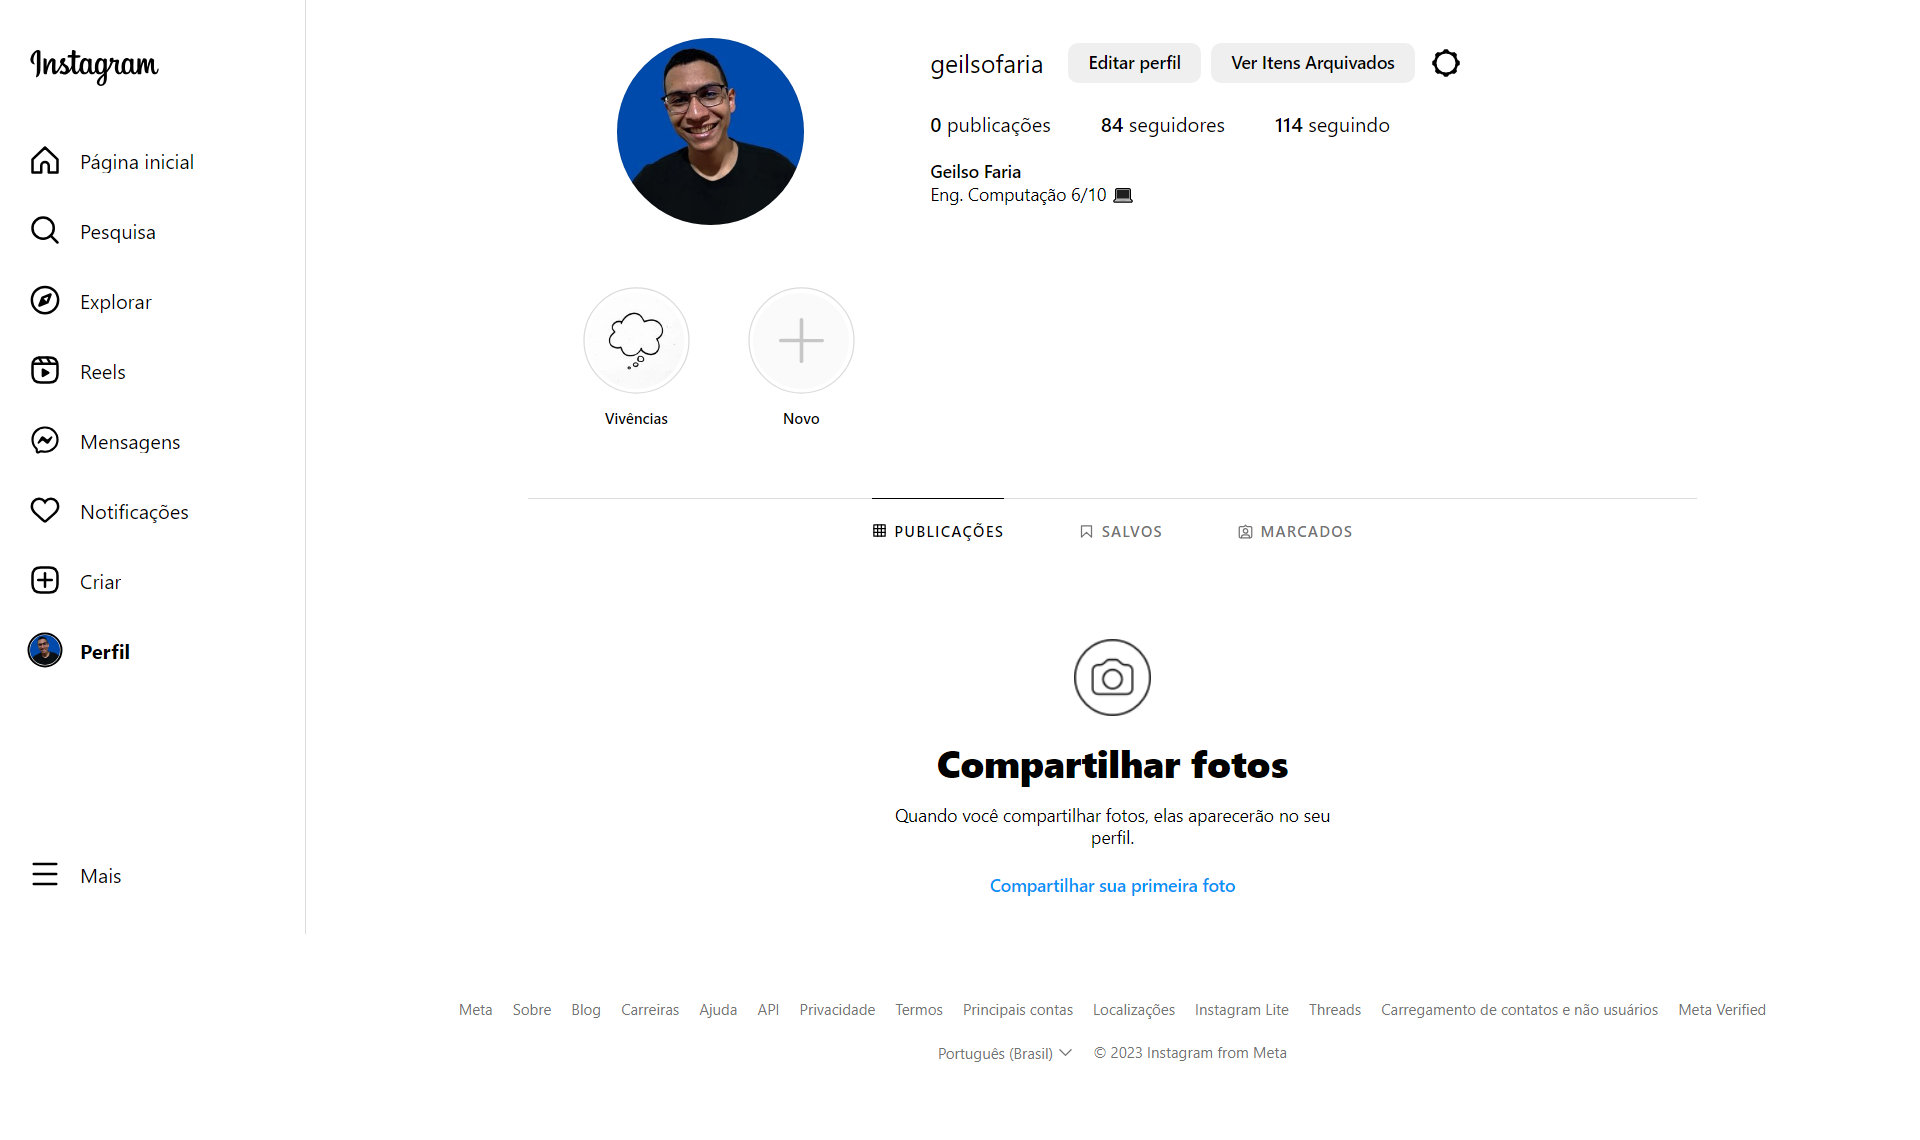 Instagram
Página inicial
Pesquisa
Explorar
Reels
Mensagens
Notificações
Criar
Perfil
Mais
geilsofaria
Editar perfil
Ver Itens Arquivados
0 publicações 84 seguidores 114 seguindo
Geilso Faria
Eng. Computação 6/10 💻
Vivências
Novo
PUBLICAÇÕES
SALVOS
MARCADOS
Compartilhar fotos
Quando você compartilhar fotos, elas aparecerão no seu
perfil.
Compartilhar sua primeira foto
Meta Sobre Blog Carreiras Ajuda API Privacidade Termos Principais contas Localizações Instagram Lite Threads Carregamento de contatos e não usuários Meta Verified
Português (Brasil) © 2023 Instagram from Meta